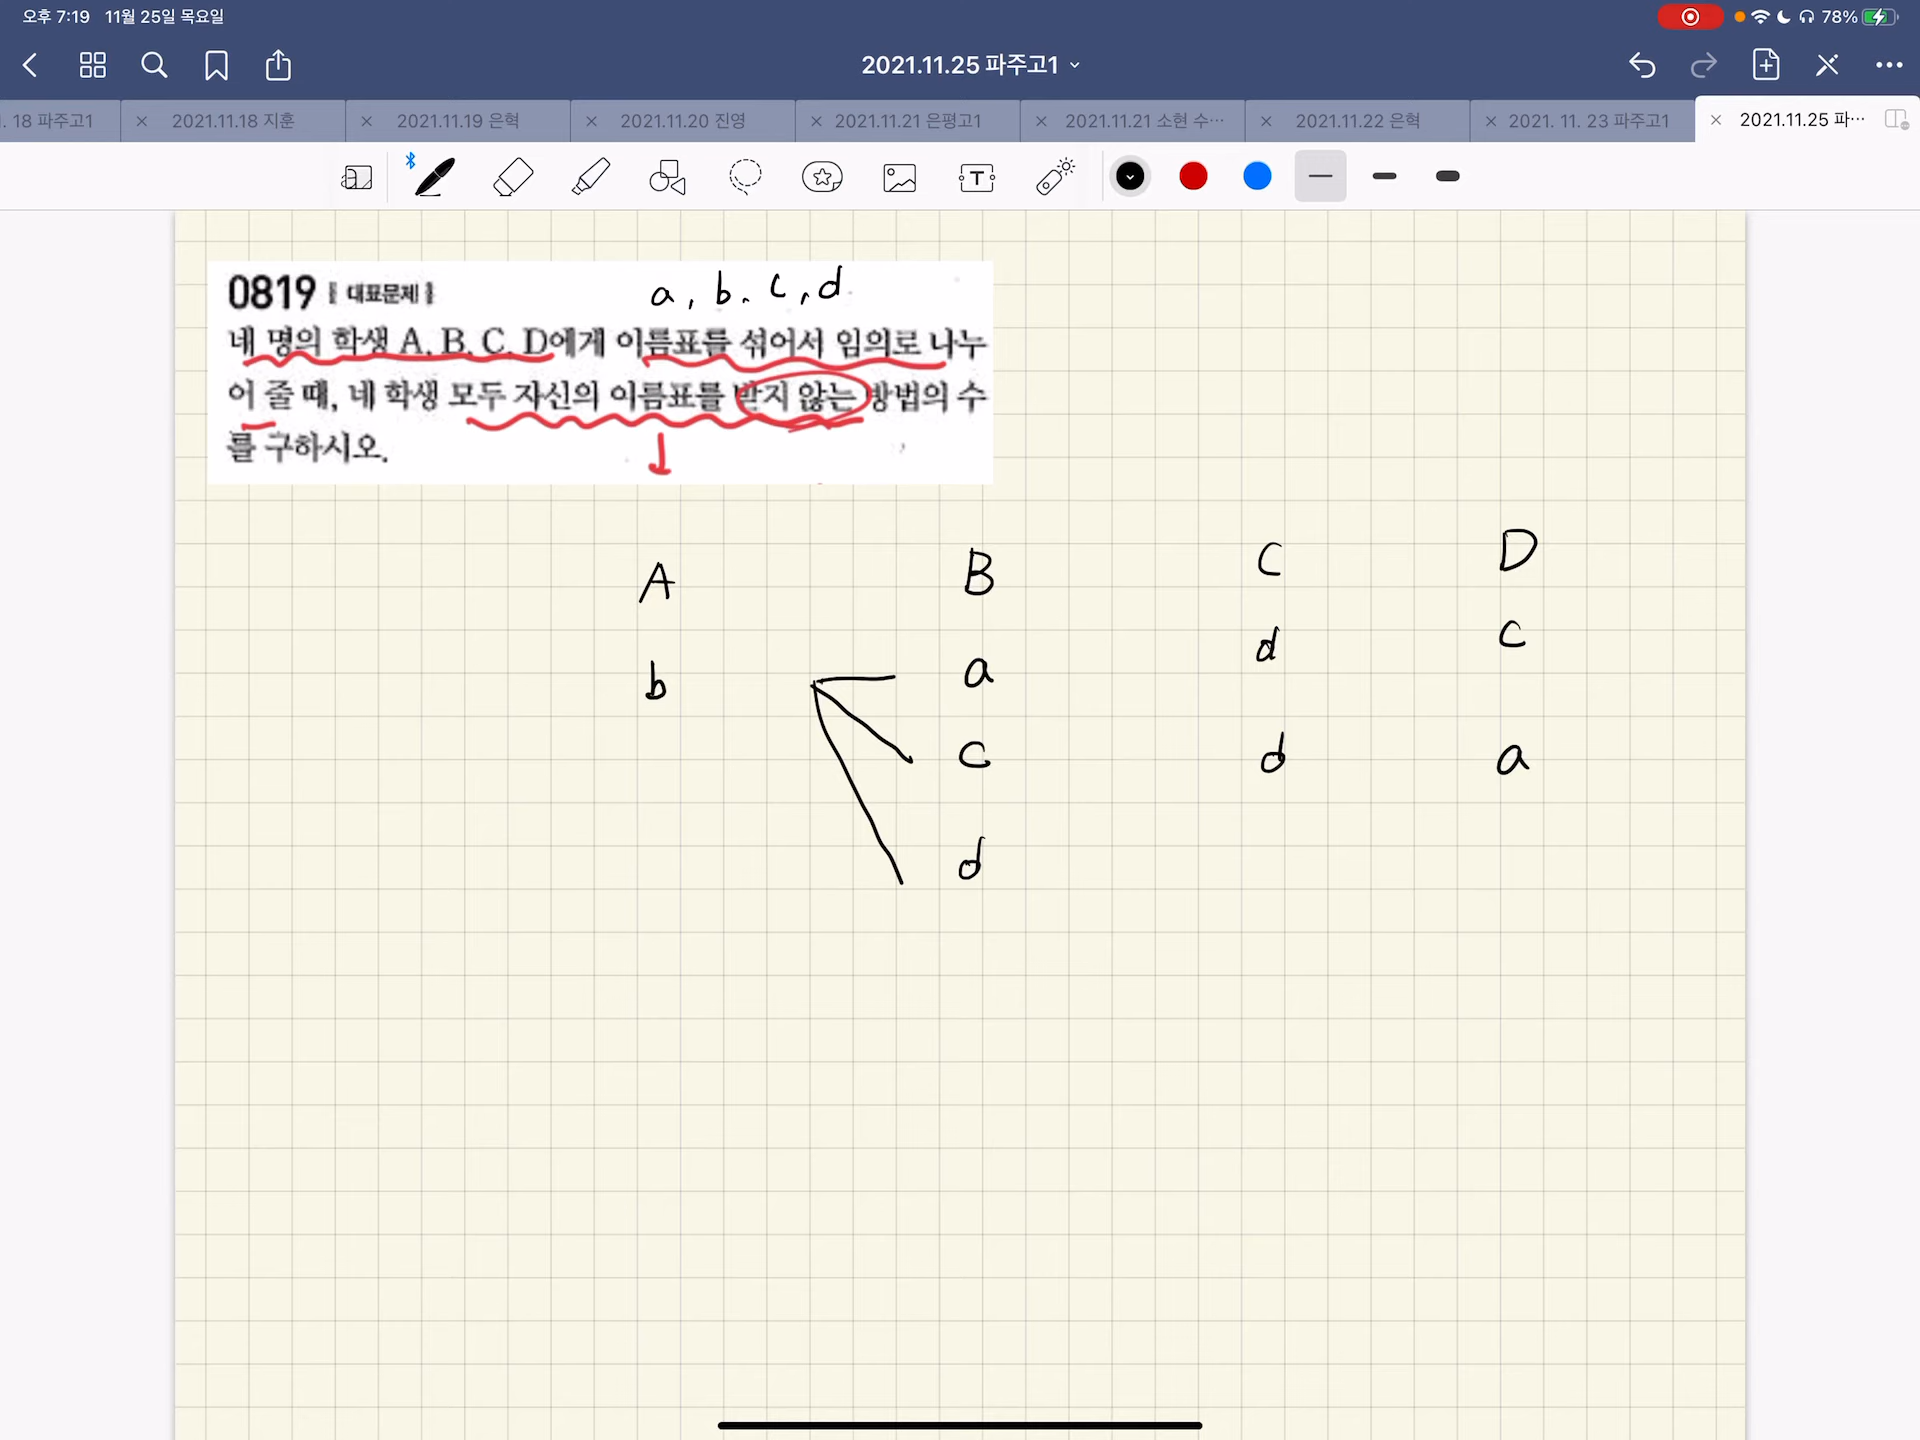 오후 7:19 11월 25일 목요일 78%
2021.11.25 파주고1
. 18 파주고1 2021.11.18 지훈 2021.11.19 은혁 2021.11.20 진영 2021.11.21 은평고1 2021.11.21 소현 수… 2021.11.22 은혁 2021. 11. 23 파주고1 2021.11.25 파…
0819 대표문제 a, b. c, d
네 명의 학생 A, B, C, D에게 이름표를 섞어서 임의로 나누
어 줄 때, 네 학생 모두 자신의 이름표를 받지 않는 방법의 수
를 구하시오.
A B C D
b a d c
c d a
d